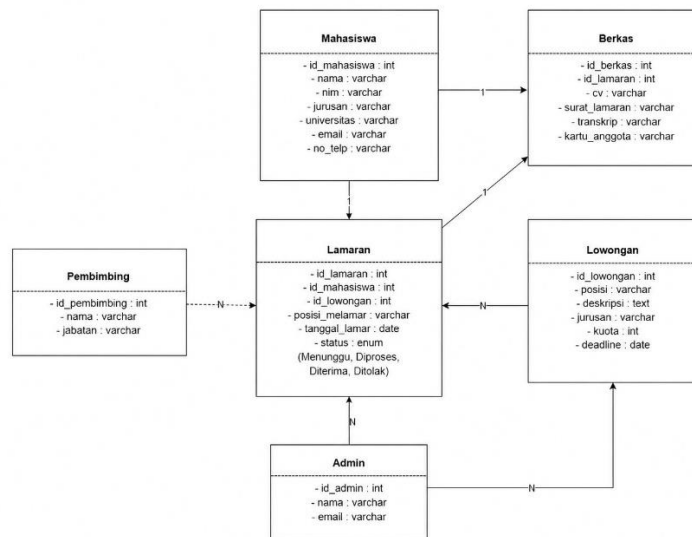 Mahasiswa
- id_mahasiswa : int
- nama : varchar
- nim : varchar
- jurusan : varchar
- universitas : varchar
- email : varchar
- no_telp : varchar
Berkas
- id_berkas : int
- id_lamaran : int
- cv : varchar
- surat_lamaran : varchar
- transkrip : varchar
- kartu_anggota : varchar
1
1
1
Pembimbing
- id_pembimbing : int
- nama : varchar
- jabatan : varchar
N
Lamaran
- id_lamaran : int
- id_mahasiswa : int
- id_lowongan : int
- posisi_melamar : varchar
- tanggal_lamar : date
- status : enum
(Menunggu, Diproses,
Diterima, Ditolak)
N
Lowongan
- id_lowongan : int
- posisi : varchar
- deskripsi : text
- jurusan : varchar
- kuota : int
- deadline : date
N
Admin
- id_admin : int
- nama : varchar
- email : varchar
N